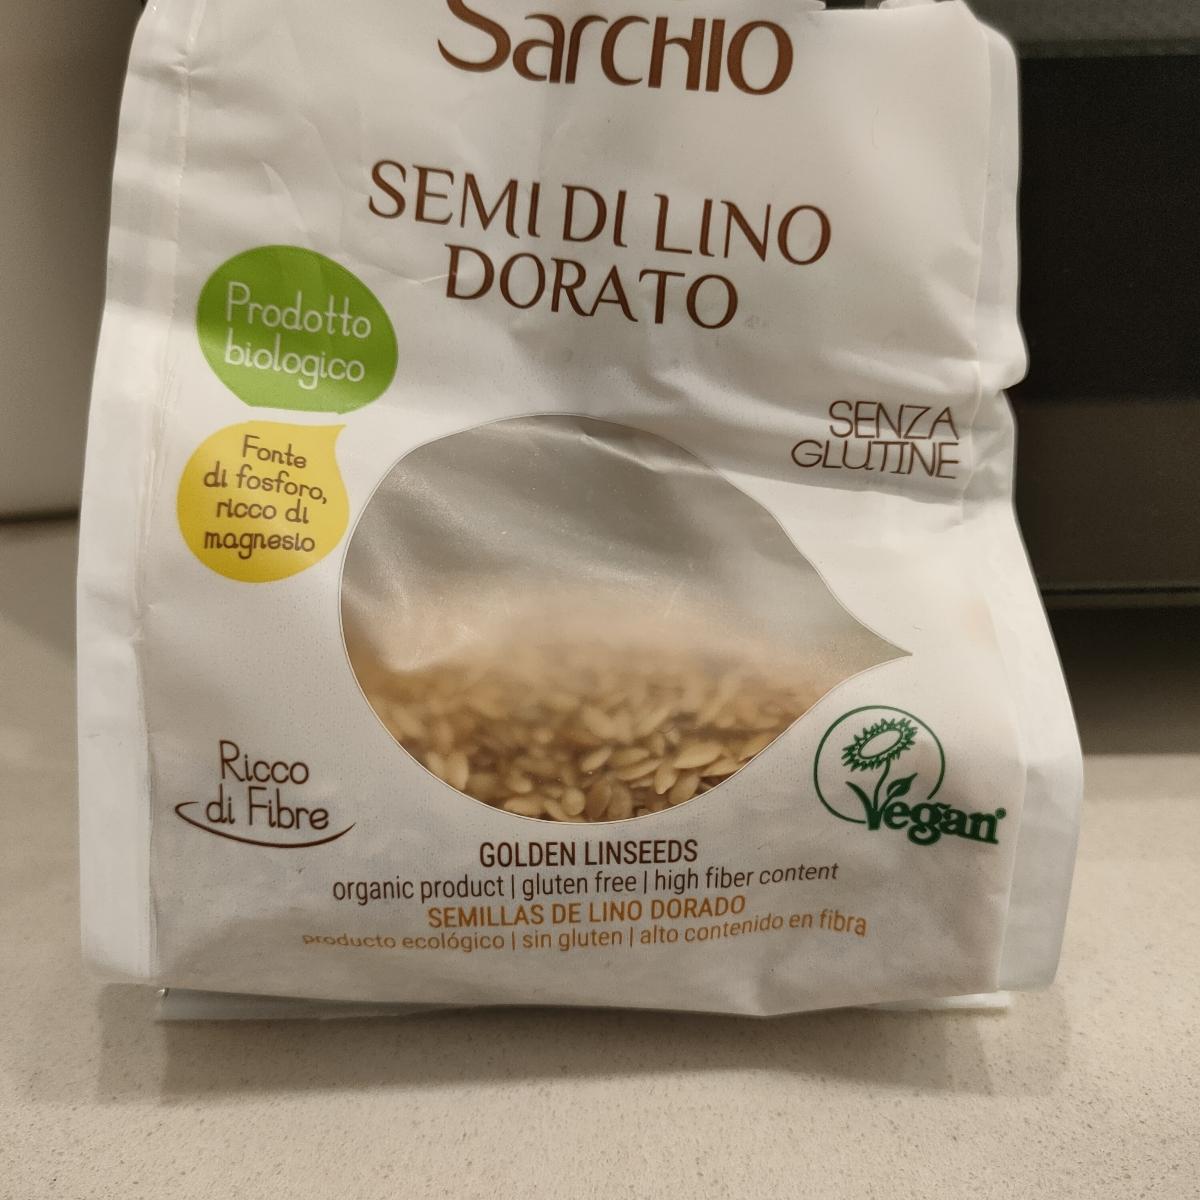 Sarchio
SEMI DI LINO
DORATO
Prodotto
biologico
Fonte
di fosforo,
ricco di
magnesio
SENZA
GLUTINE
Ricco
di Fibre
Vegan
GOLDEN LINSEEDS
organic product | gluten free | high fiber content
SEMILLAS DE LINO DORADO
producto ecológico | sin gluten | alto contenido en fibra